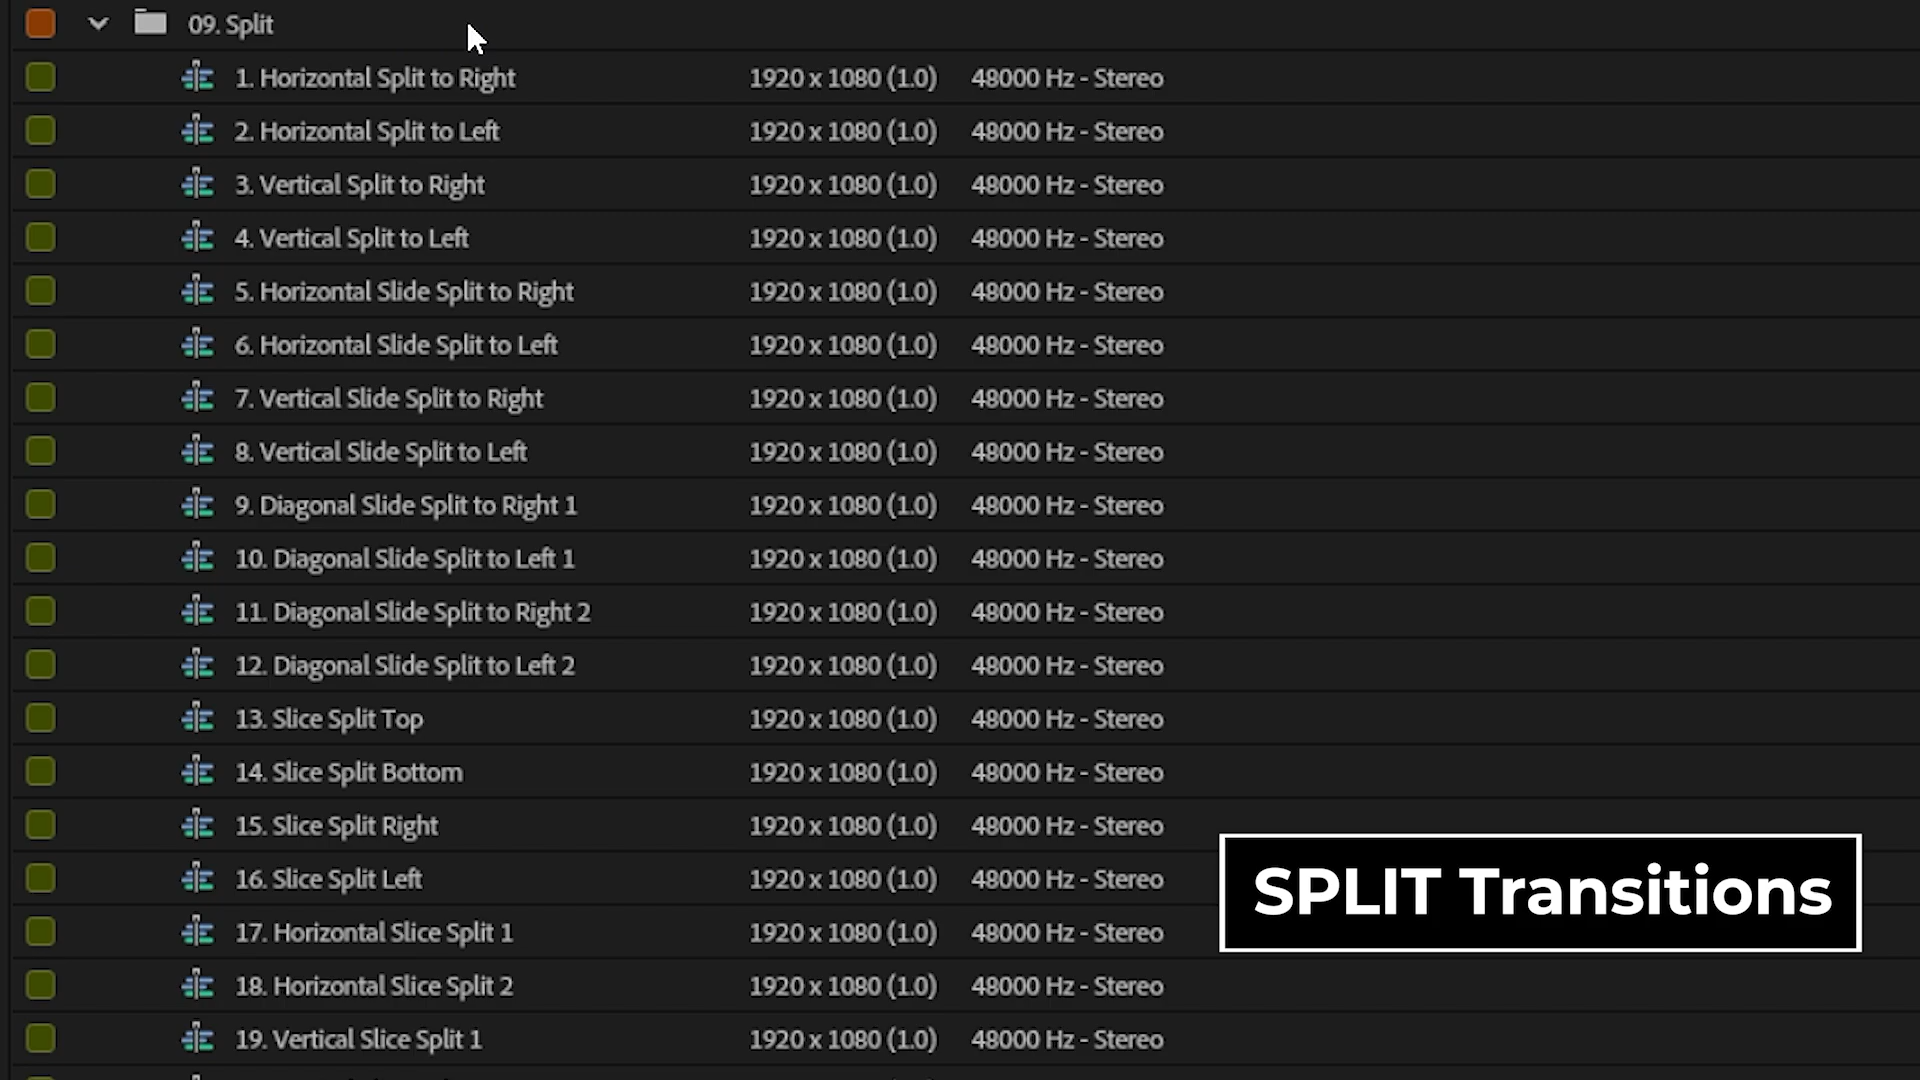 09. Split
1. Horizontal Split to Right 1920 x 1080 (1.0) 48000 Hz - Stereo
2. Horizontal Split to Left 1920 x 1080 (1.0) 48000 Hz - Stereo
3. Vertical Split to Right 1920 x 1080 (1.0) 48000 Hz - Stereo
4. Vertical Split to Left 1920 x 1080 (1.0) 48000 Hz - Stereo
5. Horizontal Slide Split to Right 1920 x 1080 (1.0) 48000 Hz - Stereo
6. Horizontal Slide Split to Left 1920 x 1080 (1.0) 48000 Hz - Stereo
7. Vertical Slide Split to Right 1920 x 1080 (1.0) 48000 Hz - Stereo
8. Vertical Slide Split to Left 1920 x 1080 (1.0) 48000 Hz - Stereo
9. Diagonal Slide Split to Right 1 1920 x 1080 (1.0) 48000 Hz - Stereo
10. Diagonal Slide Split to Left 1 1920 x 1080 (1.0) 48000 Hz - Stereo
11. Diagonal Slide Split to Right 2 1920 x 1080 (1.0) 48000 Hz - Stereo
12. Diagonal Slide Split to Left 2 1920 x 1080 (1.0) 48000 Hz - Stereo
13. Slice Split Top 1920 x 1080 (1.0) 48000 Hz - Stereo
14. Slice Split Bottom 1920 x 1080 (1.0) 48000 Hz - Stereo
15. Slice Split Right 1920 x 1080 (1.0) 48000 Hz - Stereo
16. Slice Split Left 1920 x 1080 (1.0) 48000 Hz - Stereo
SPLIT Transitions
17. Horizontal Slice Split 1 1920 x 1080 (1.0) 48000 Hz - Stereo
18. Horizontal Slice Split 2 1920 x 1080 (1.0) 48000 Hz - Stereo
19. Vertical Slice Split 1 1920 x 1080 (1.0) 48000 Hz - Stereo